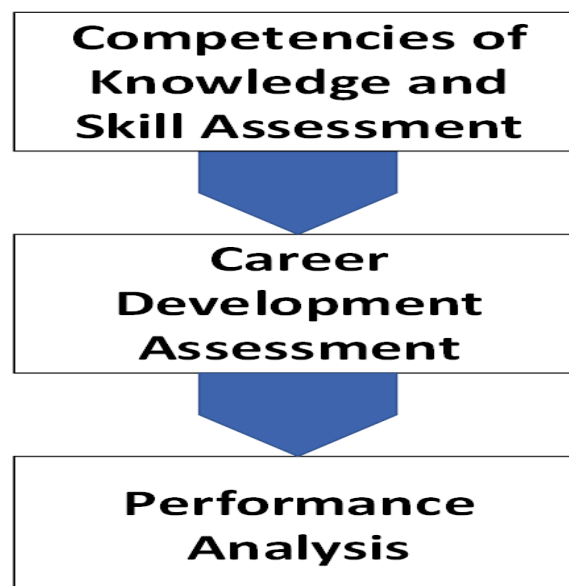 Competencies of
Knowledge and
Skill Assessment
Career
Development
Assessment
Performance
Analysis